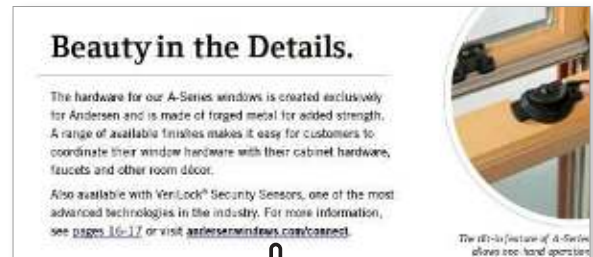 Beauty in the Details.
The hardware for our A-Series windows is created exclusively
for Andersen and is made of forged metal for added strength.
A range of available finishes makes it easy for customers to
coordinate their window hardware with their cabinet hardware,
faucets and other room décor.
Also available with VeriLock® Security Sensors, one of the most
advanced technologies in the industry. For more information,
see pages 16-17 or visit andersenwindows.com/connect.
The tilt-in feature of A-Series
allows one-hand operation